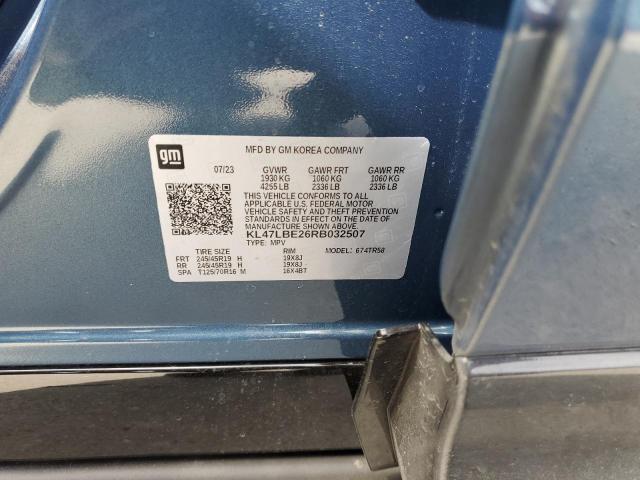 gm
MFD BY GM KOREA COMPANY
07/23 GVWR GAWR FRT GAWR RR
1930 KG 1060 KG 1060 KG
4255 LB 2336 LB 2336 LB
THIS VEHICLE CONFORMS TO ALL
APPLICABLE U.S. FEDERAL MOTOR
VEHICLE SAFETY AND THEFT PREVENTION
STANDARDS IN EFFECT ON THE DATE OF
MANUFACTURE SHOWN ABOVE.
KL47LBE26RB032507
TYPE: MPV MODEL: 674TR58
TIRE SIZE RIM
FRT 245/45R19 H 19X8J
RR 245/45R19 H 19X8J
SPA T125/70R16 M 16X4BT